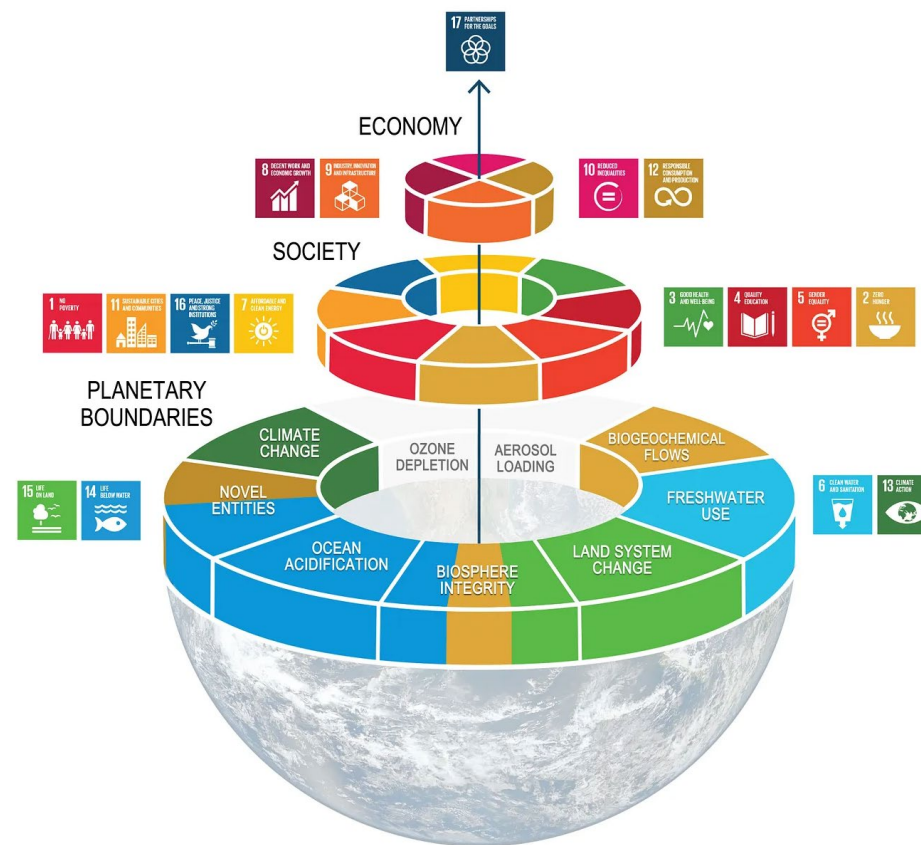 17 PARTNERSHIPS
FOR THE GOALS
ECONOMY
8 DECENT WORK AND
ECONOMIC GROWTH
9 INDUSTRY, INNOVATION
AND INFRASTRUCTURE
10 REDUCED
INEQUALITIES
12 RESPONSIBLE
CONSUMPTION
AND PRODUCTION
SOCIETY
1 NO
POVERTY
11 SUSTAINABLE CITIES
AND COMMUNITIES
16 PEACE, JUSTICE
AND STRONG
INSTITUTIONS
7 AFFORDABLE AND
CLEAN ENERGY
3 GOOD HEALTH
AND WELL-BEING
4 QUALITY
EDUCATION
5 GENDER
EQUALITY
2 ZERO
HUNGER
PLANETARY
BOUNDARIES
CLIMATE
CHANGE
OZONE
DEPLETION
AEROSOL
LOADING
BIOGEOCHEMICAL
FLOWS
15 LIFE
ON LAND
14 LIFE
BELOW WATER
NOVEL
ENTITIES
FRESHWATER
USE
6 CLEAN WATER
AND SANITATION
13 CLIMATE
ACTION
OCEAN
ACIDIFICATION
BIOSPHERE
INTEGRITY
LAND SYSTEM
CHANGE